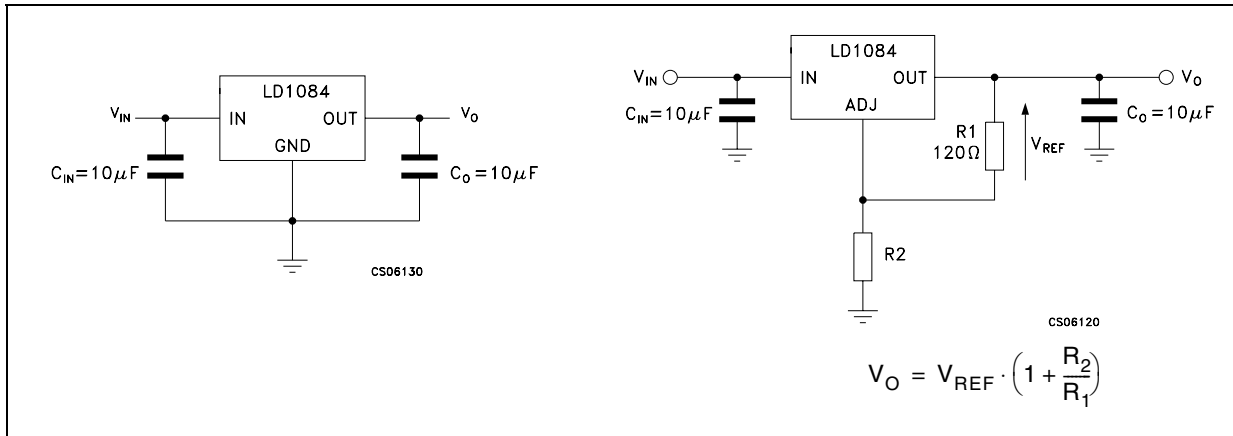 LD1084
V_IN
IN
OUT
V_O
GND
C_IN=10μF
C_O=10μF
CS06130
LD1084
V_IN
IN
OUT
V_O
ADJ
C_IN=10μF
R1
120Ω
V_REF
C_O=10μF
R2
CS06120
V_O = V_REF · (1 + R_2/R_1)